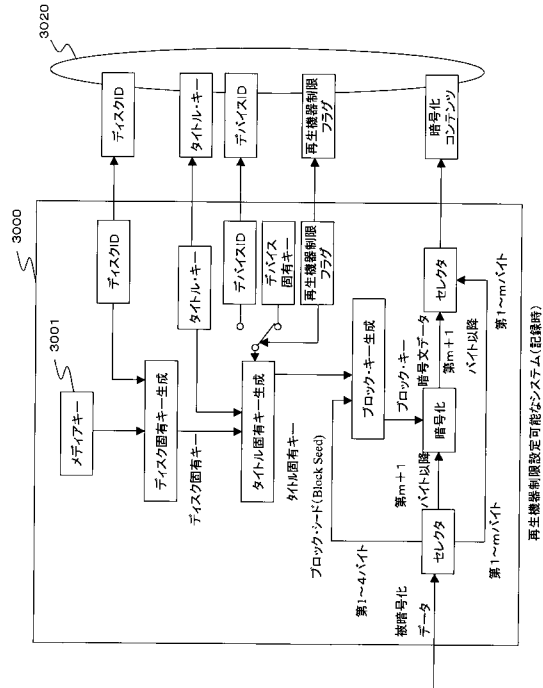 3000
3001
3020
メディアキー
ディスクID
ディスクID
ディスク固有キー生成
ディスク固有キー
タイトル・キー
タイトル・キー
タイトル固有キー生成
タイトル固有キー
デバイスID
デバイスID
デバイス
固有キー
再生機器制限
フラグ
再生機器制限
フラグ
ブロック・シード(Block Seed)
ブロック・キー生成
ブロック・キー
第1~4バイト
被暗号化
データ
セレクタ
第m+1
バイト以降
暗号化
暗号文データ
第m+1
バイト以降
セレクタ
第1~mバイト
第1~mバイト
暗号化
コンテンツ
再生機器制限設定可能なシステム(記録時)